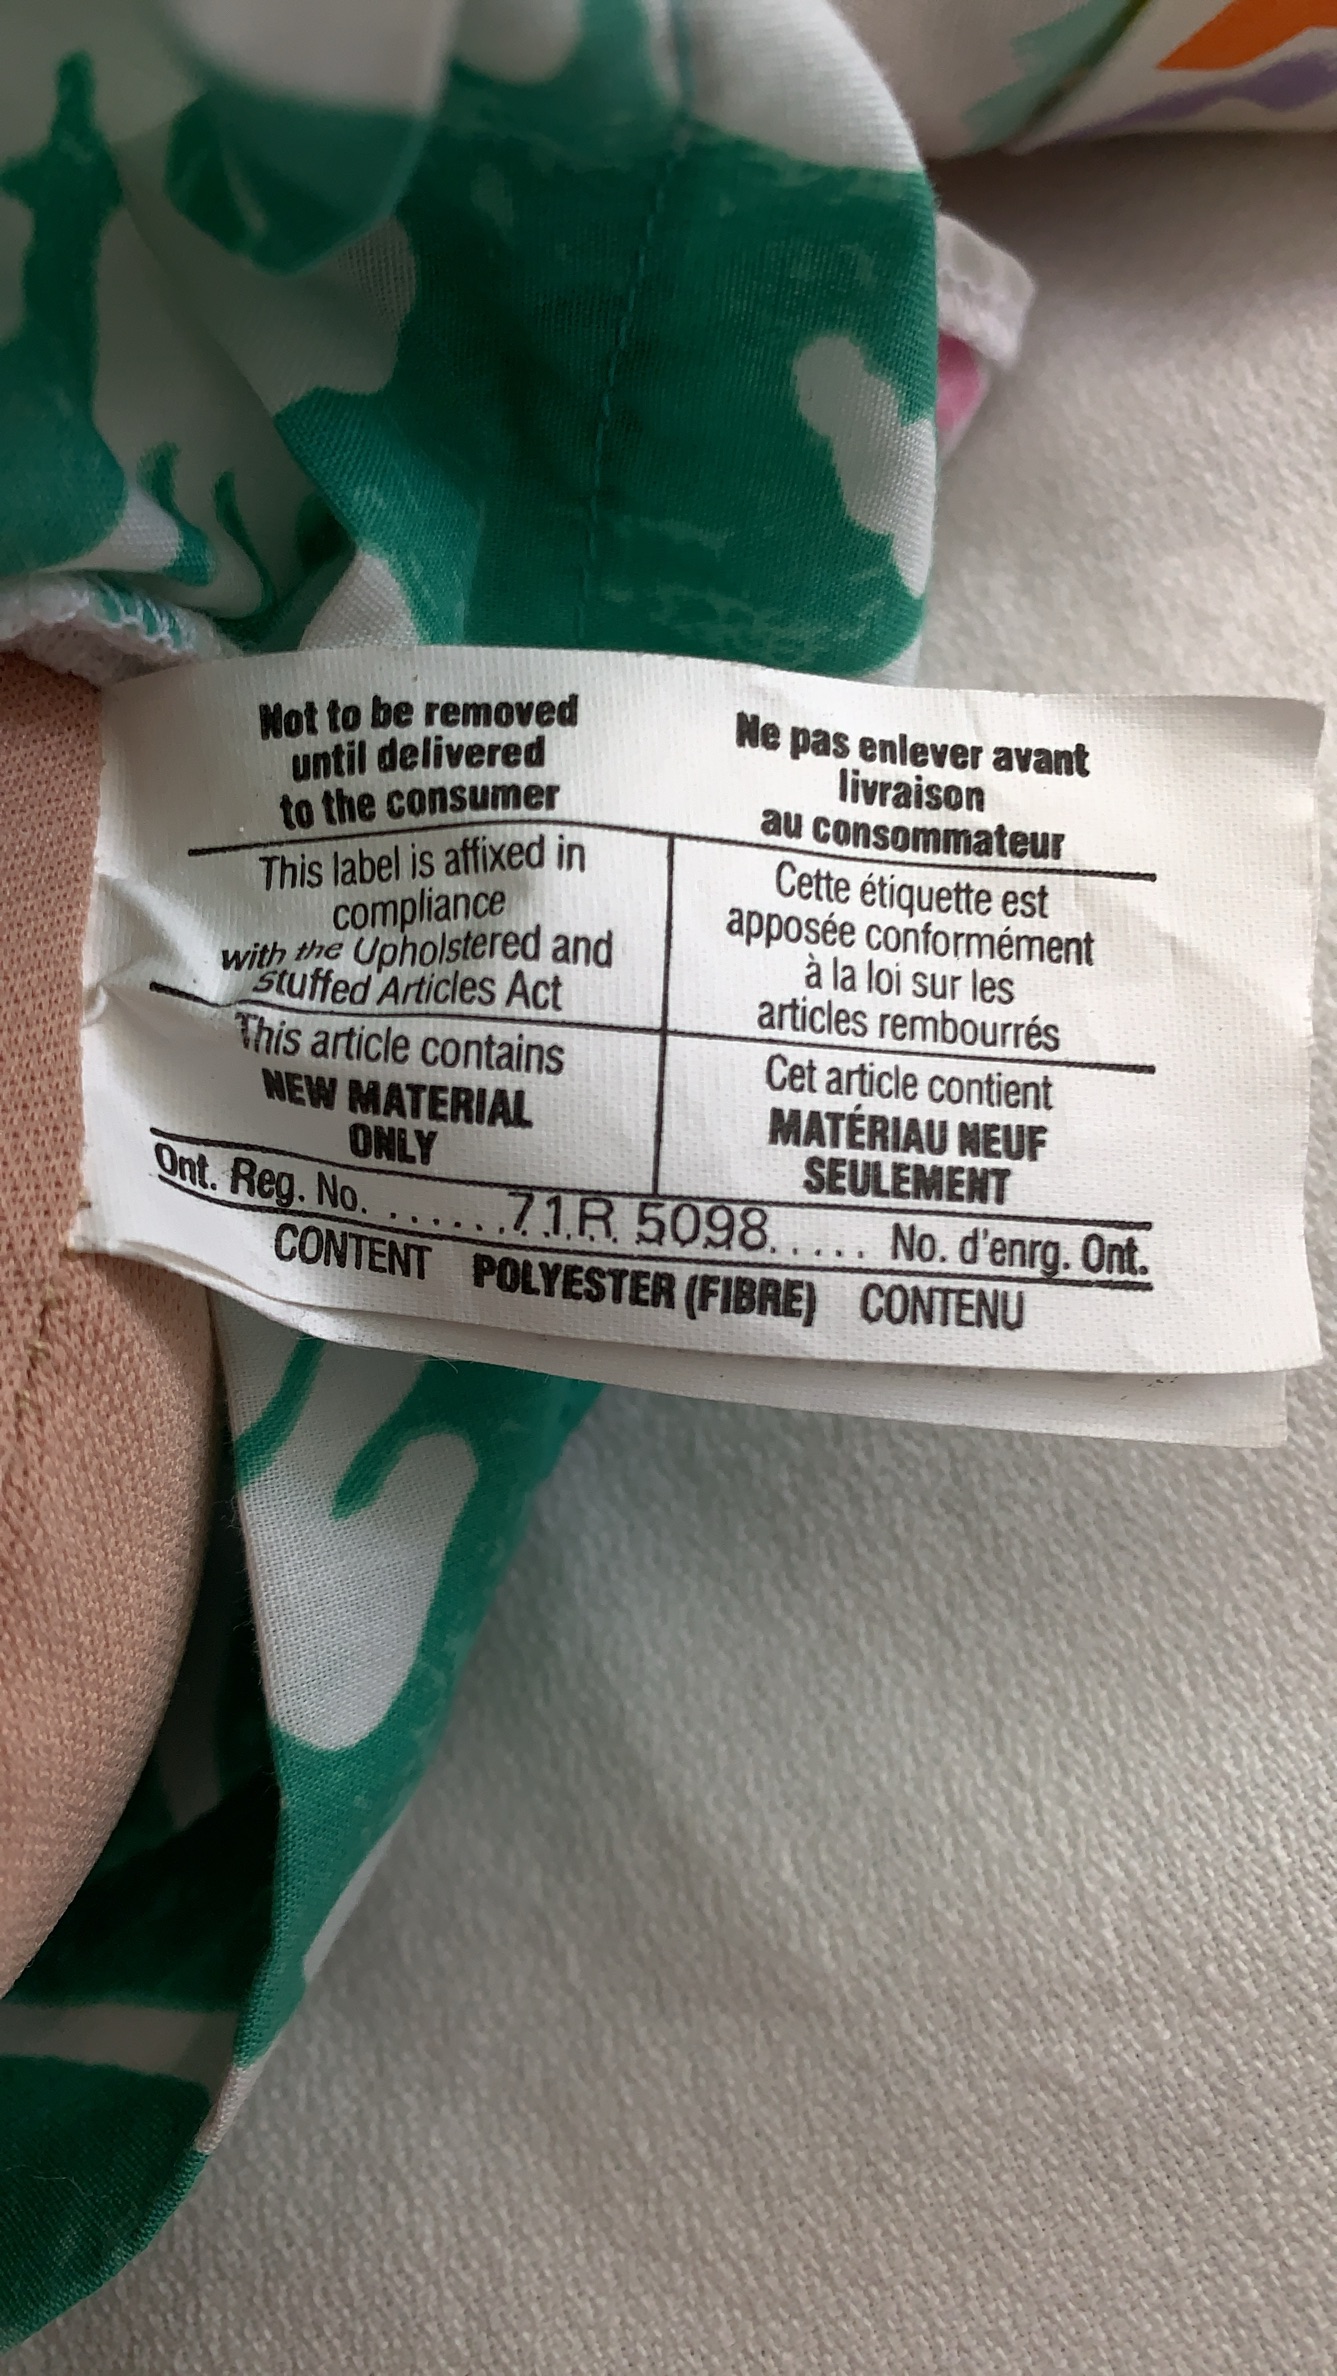 Not to be removed
until delivered
to the consumer
Ne pas enlever avant
livraison
au consommateur
This label is affixed in
compliance
with the Upholstered and
Stuffed Articles Act
Cette étiquette est
apposée conformément
à la loi sur les
articles rembourrés
This article contains
NEW MATERIAL
ONLY
Cet article contient
MATÉRIAU NEUF
SEULEMENT
Ont. Reg. No. ......71R 5098..... No. d'enrg. Ont.
CONTENT POLYESTER (FIBRE) CONTENU